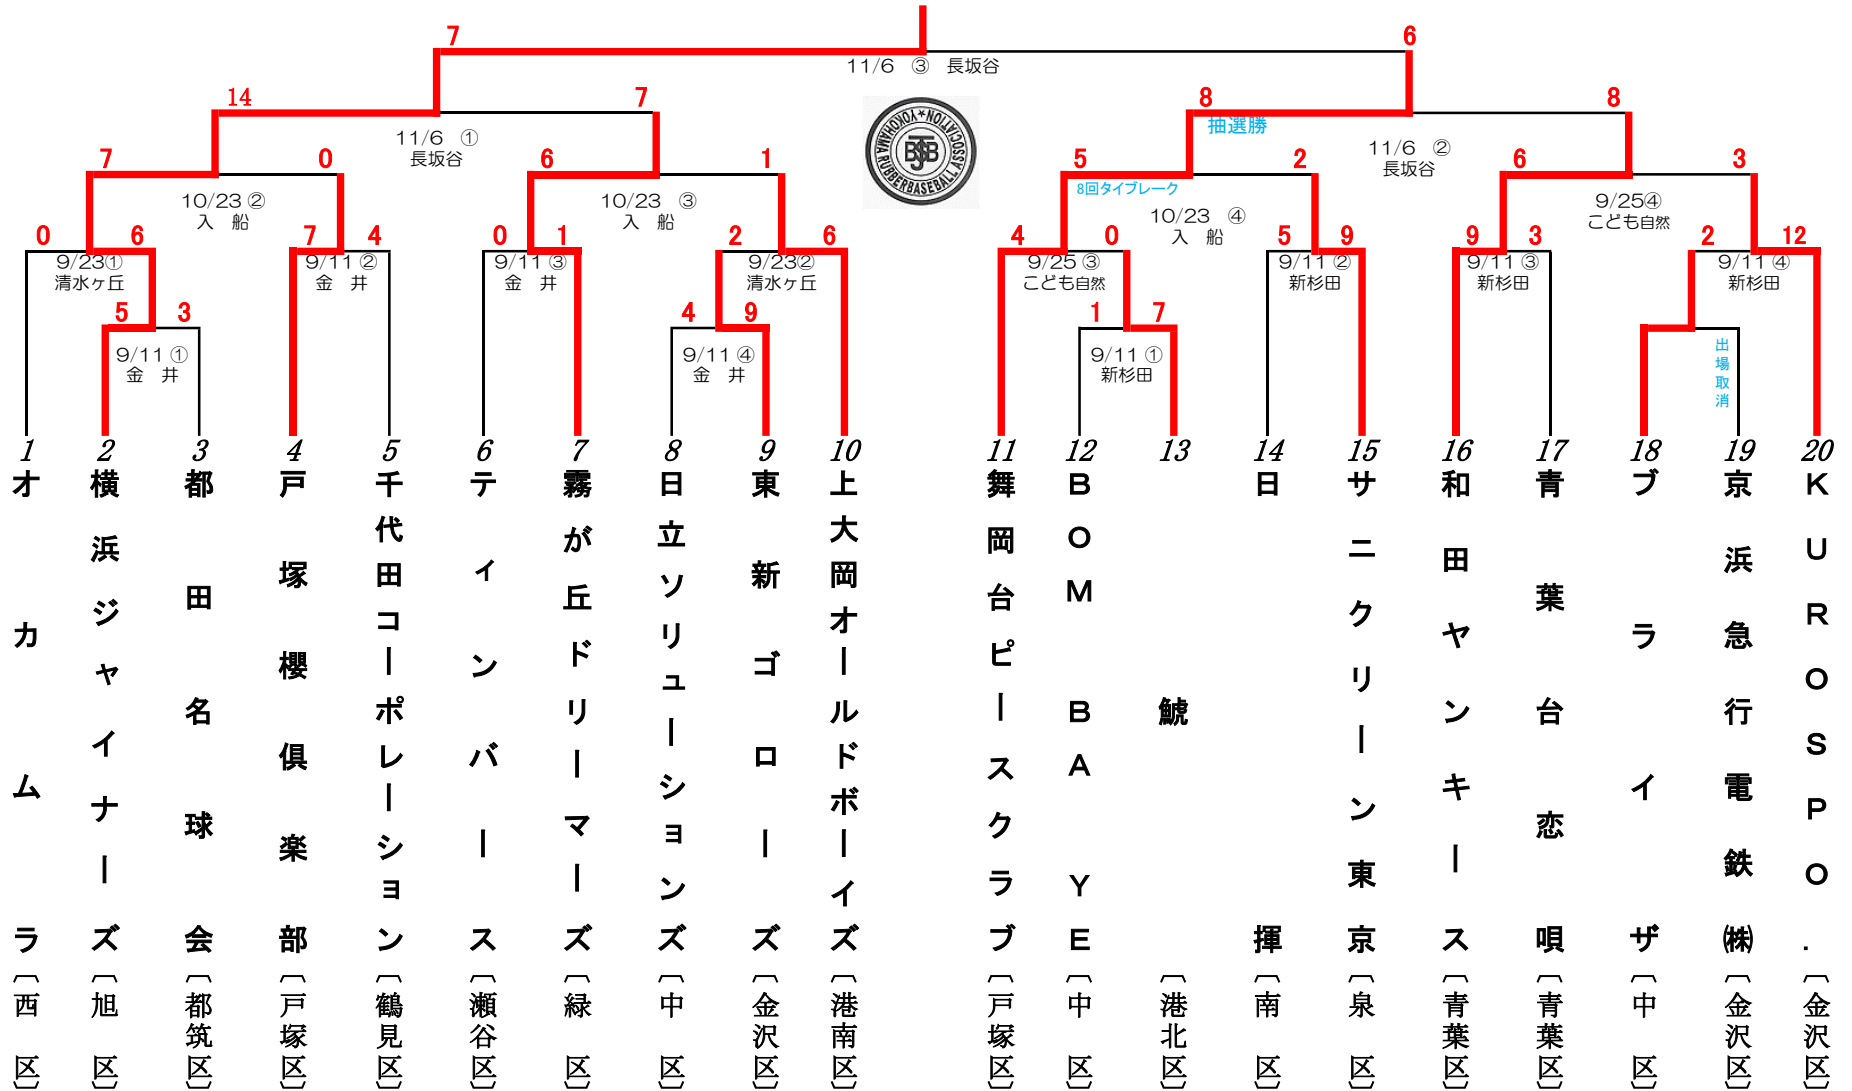 7
6
11/6 ③ 長坂谷
14
7
8
8
抽選勝
11/6 ①
長坂谷
11/6 ②
長坂谷
YOKOHAMA RUBBERBASEBALL ASSOCIATION
JSBB
7
0
6
1
5
2
6
3
8回タイブレーク
10/23 ②
入 船
10/23 ③
入 船
10/23 ④
入 船
9/25④
こども自然
0
6
7
4
0
1
2
6
4
0
5
9
9
3
2
12
9/23①
清水ヶ丘
9/11 ②
金 井
9/11 ③
金 井
9/23②
清水ヶ丘
9/25 ③
こども自然
9/11 ②
新杉田
9/11 ③
新杉田
9/11 ④
新杉田
5
3
4
9
1
7
9/11 ①
金 井
9/11 ④
金 井
9/11 ①
新杉田
出場取消
1
オカムラ
〔西 区〕
2
横浜ジャイナーズ
〔旭 区〕
3
都田名球会
〔都筑区〕
4
戸塚櫻倶楽部
〔戸塚区〕
5
千代田コーポレーション
〔鶴見区〕
6
ティンバース
〔瀬谷区〕
7
霧が丘ドリーマーズ
〔緑 区〕
8
日立ソリューションズ
〔中 区〕
9
東新ゴローズ
〔金沢区〕
10
上大岡オールドボーイズ
〔港南区〕
11
舞岡台ピースクラブ
〔戸塚区〕
12
BOM BA YE
〔中 区〕
13
鯱
〔港北区〕
14
日揮
〔南 区〕
15
サニクリーン東京
〔泉 区〕
16
和田ヤンキース
〔青葉区〕
17
青葉台恋唄
〔青葉区〕
18
ブライザ
〔中 区〕
19
京浜急行電鉄㈱
〔金沢区〕
20
KUROSPO.
〔金沢区〕